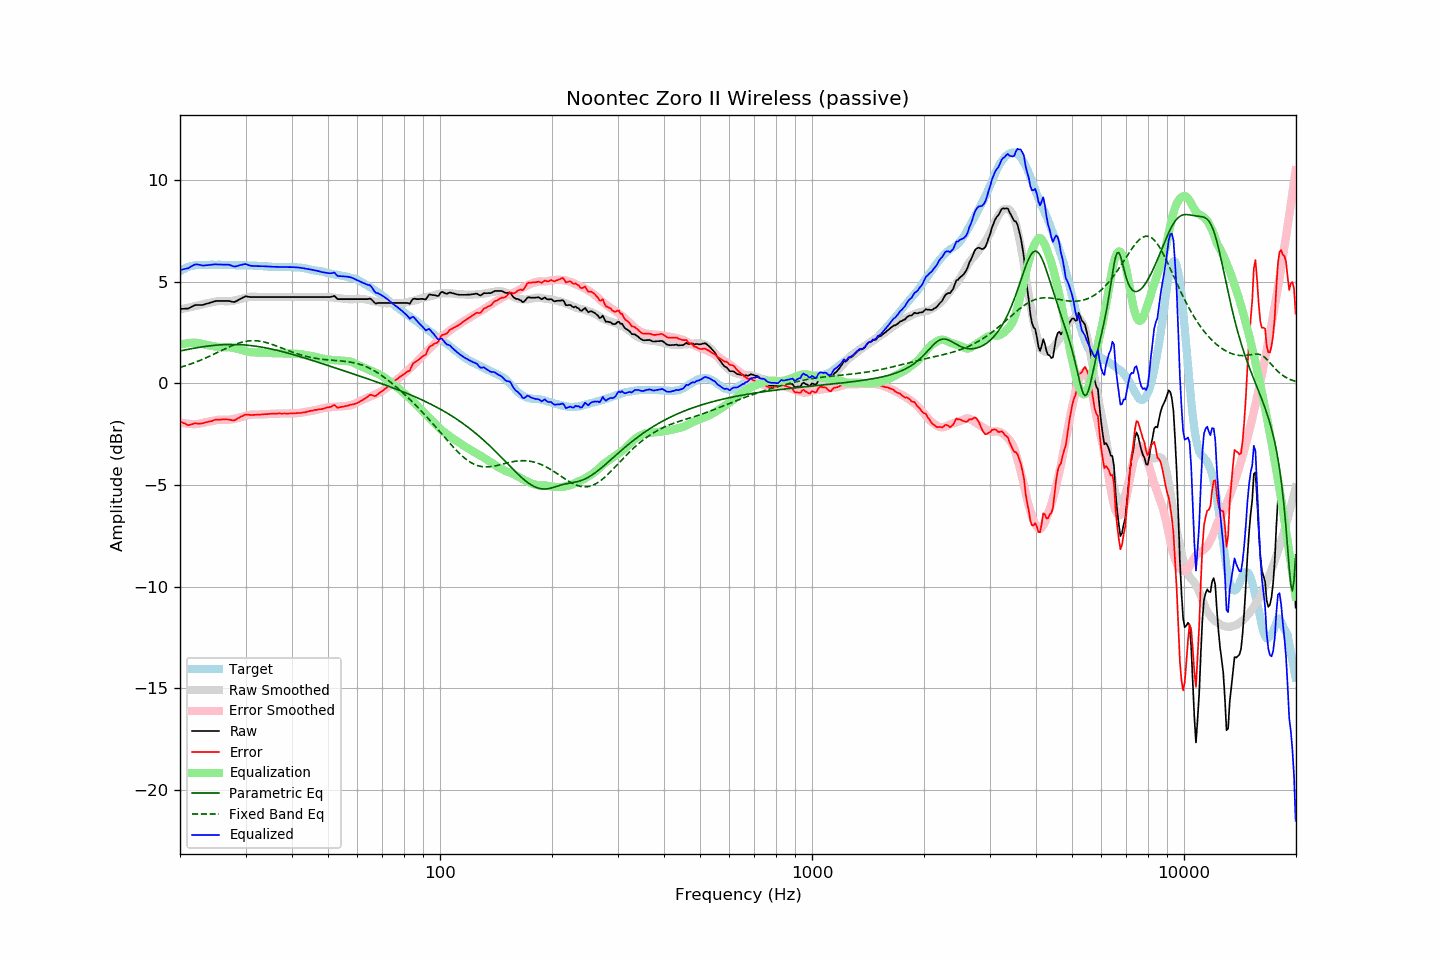 Noontec Zoro II Wireless (passive)
10
5
0
−5
−10
−15
−20
Amplitude (dBr)
Target
Raw Smoothed
Error Smoothed
Raw
Error
Equalization
Parametric Eq
Fixed Band Eq
Equalized
100
1000
10000
Frequency (Hz)